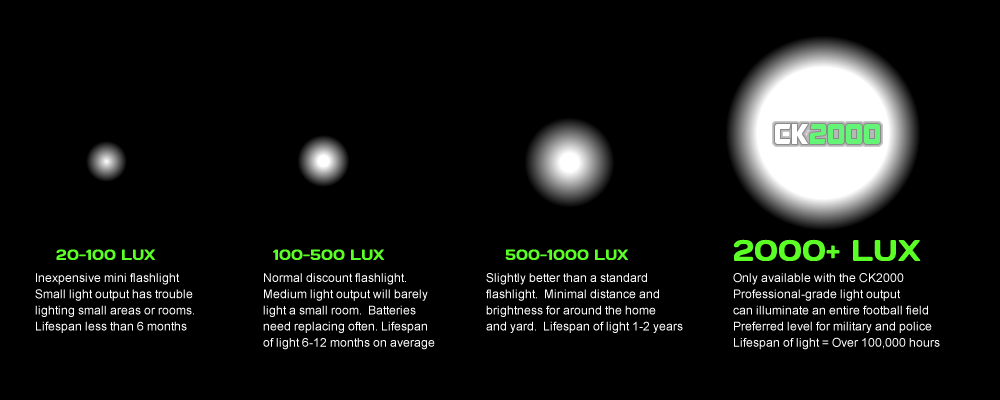 CK2000
20-100 LUX
Inexpensive mini flashlight
Small light output has trouble
lighting small areas or rooms.
Lifespan less than 6 months
100-500 LUX
Normal discount flashlight.
Medium light output will barely
light a small room. Batteries
need replacing often. Lifespan
of light 6-12 months on average
500-1000 LUX
Slightly better than a standard
flashlight. Minimal distance and
brightness for around the home
and yard. Lifespan of light 1-2 years
2000+ LUX
Only available with the CK2000
Professional-grade light output
can illuminate an entire football field
Preferred level for military and police
Lifespan of light = Over 100,000 hours